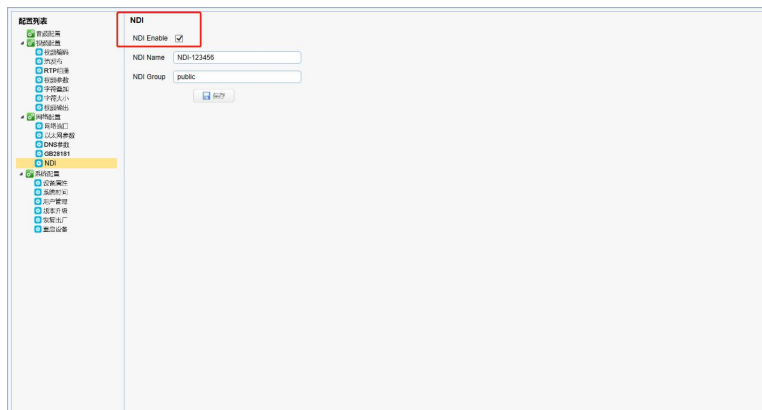 配置列表
音频配置
视频配置
视频编码
流发布
RTP组播
视频参数
字符叠加
字符大小
视频输出
网络配置
网络端口
以太网参数
DNS参数
GB28181
NDI
系统配置
设备属性
系统时间
用户管理
版本升级
恢复出厂
重启设备
NDI
NDI Enable
NDI Name NDI-123456
NDI Group public
保存